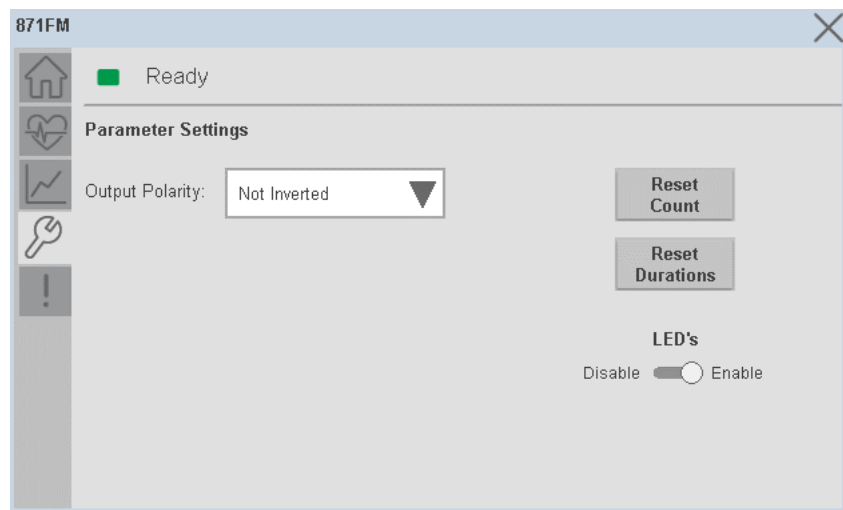 871FM
Ready
Parameter Settings
Output Polarity: Not Inverted
Reset
Count
Reset
Durations
LED's
Disable Enable